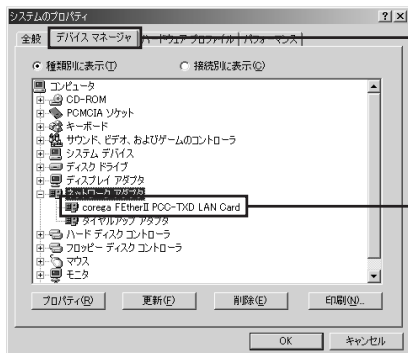 システムのプロパティ
全般 デバイス マネージャ ハードウェア プロファイル パフォーマンス
種類別に表示(T) 接続別に表示(C)
コンピュータ
CD-ROM
PCMCIA ソケット
キーボード
サウンド、ビデオ、およびゲームのコントローラ
システム デバイス
ディスク ドライブ
ディスプレイ アダプタ
ネットワーク アダプタ
corega FEtherII PCC-TXD LAN Card
ダイヤルアップ アダプタ
ハード ディスク コントローラ
フロッピー ディスク コントローラ
マウス
モニタ
プロパティ(R) 更新(F) 削除(E) 印刷(N)...
OK キャンセル